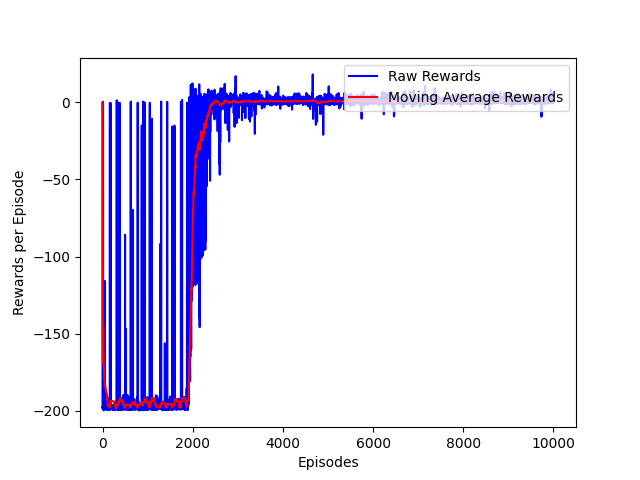 Raw Rewards
Moving Average Rewards
0
−50
−100
−150
−200
Rewards per Episode
0 2000 4000 6000 8000 10000
Episodes